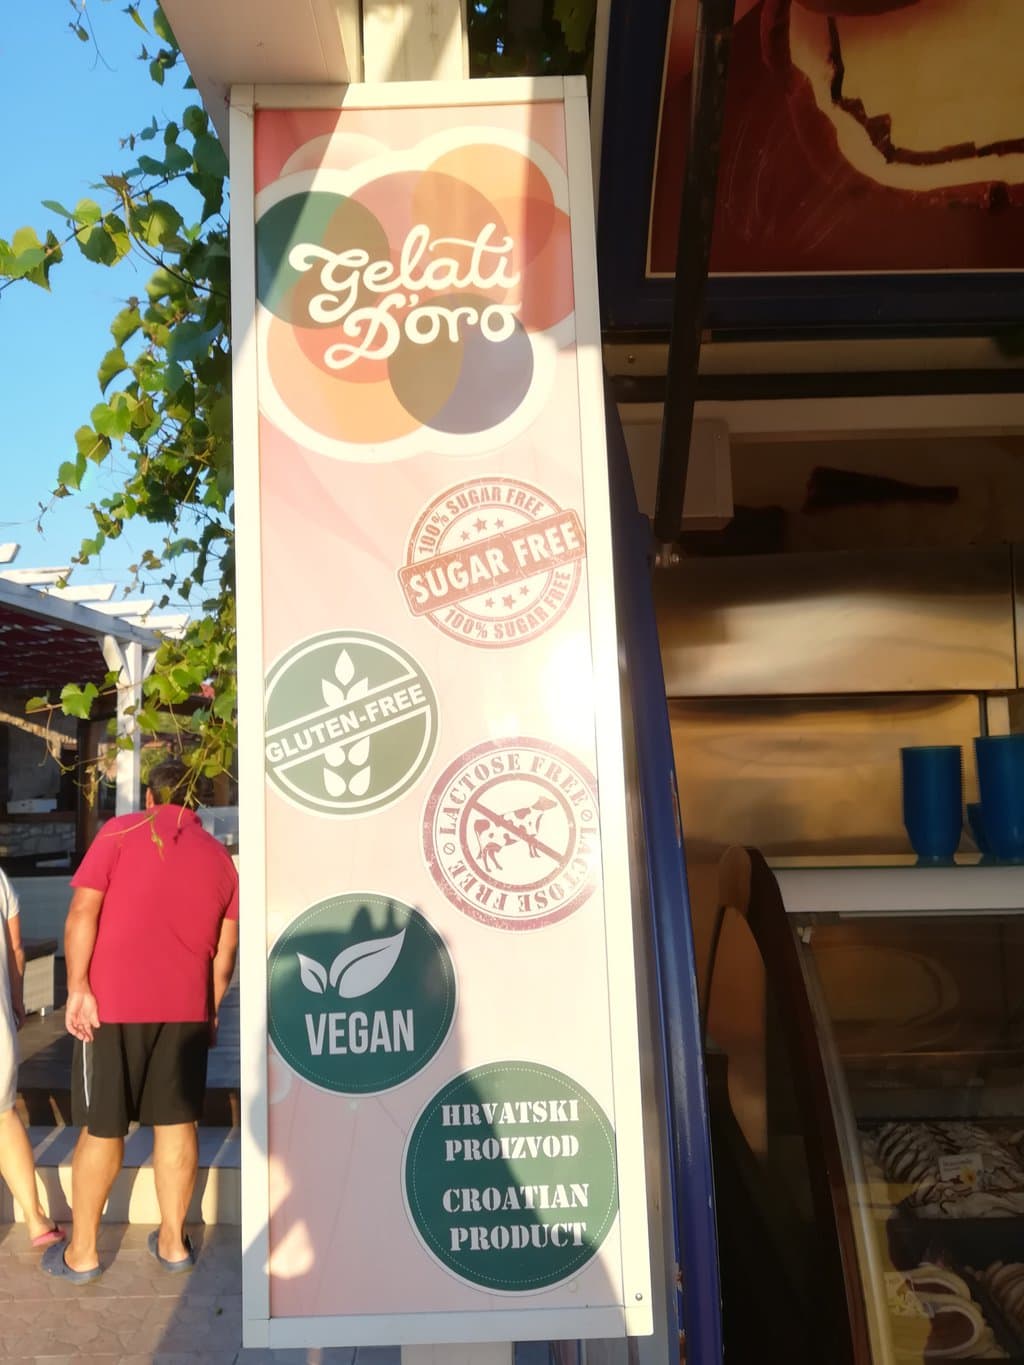 Gelati
D'oro
100% SUGAR FREE
SUGAR FREE
100% SUGAR FREE
GLUTEN-FREE
LACTOSE FREE
LACTOSE FREE
VEGAN
HRVATSKI
PROIZVOD
CROATIAN
PRODUCT